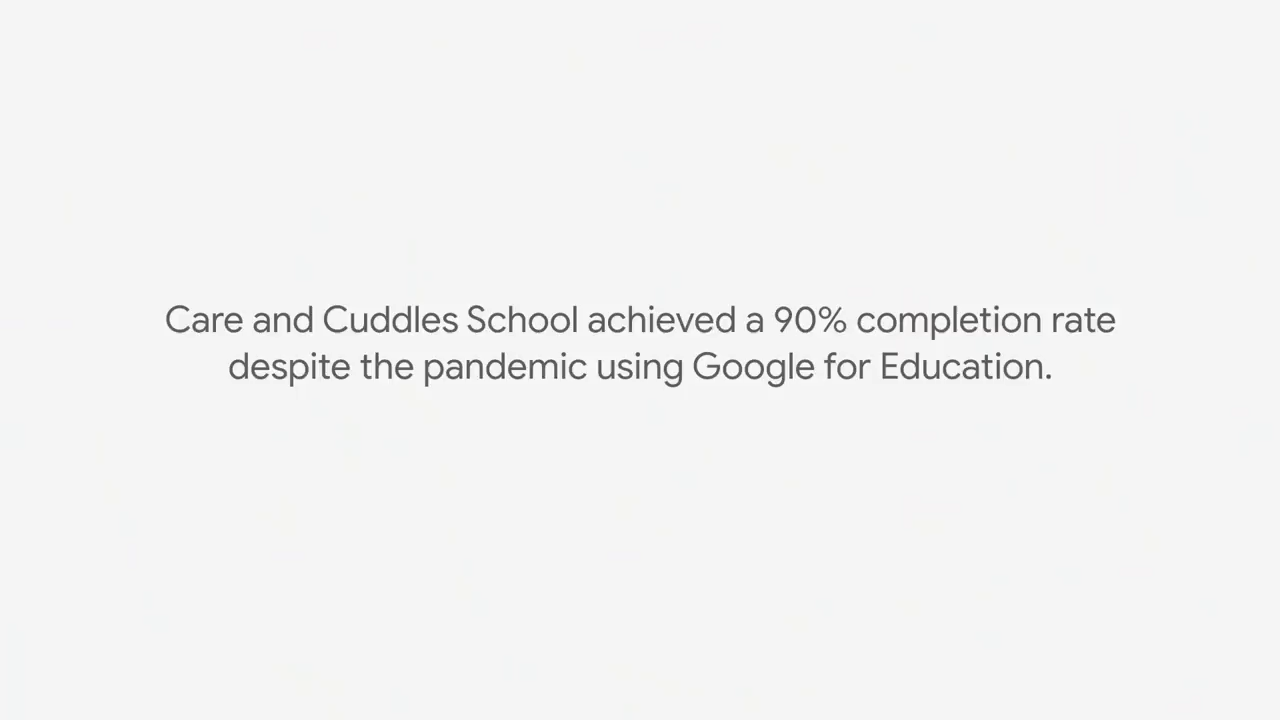 Care and Cuddles School achieved a 90% completion rate
despite the pandemic using Google for Education.